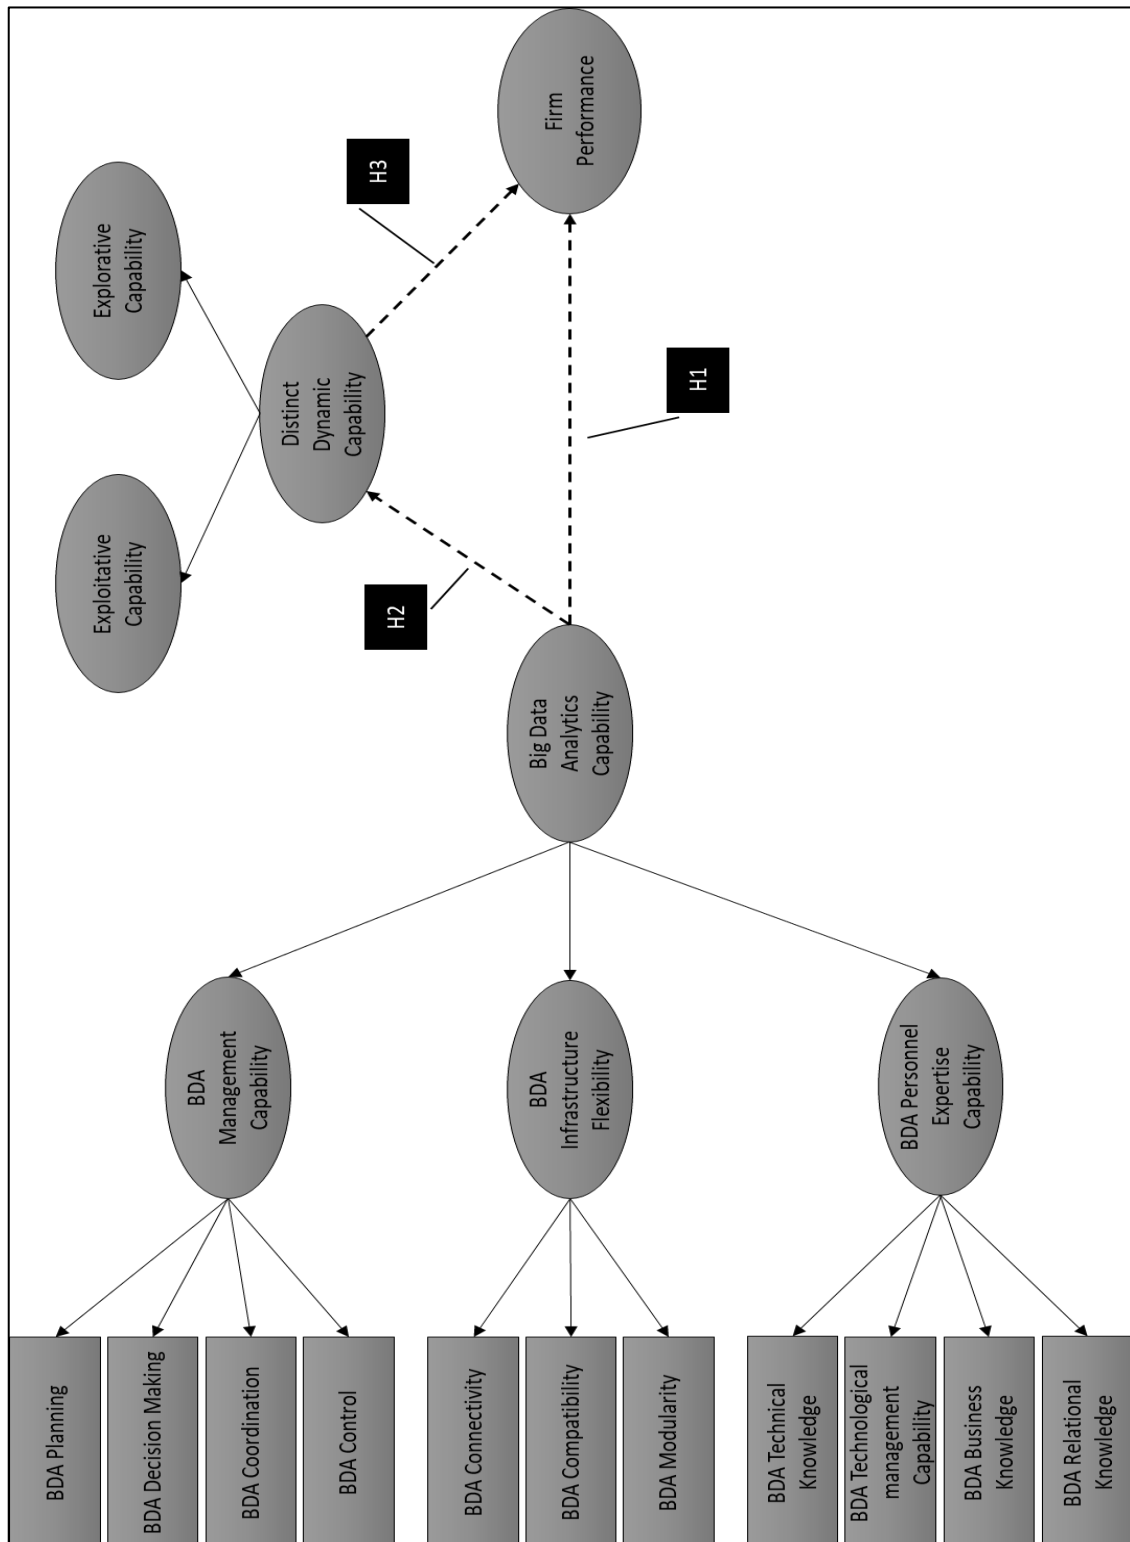 BDA Planning
BDA Decision Making
BDA Coordination
BDA Control
BDA Connectivity
BDA Compatibility
BDA Modularity
BDA Technical
Knowledge
BDA Technological
management
Capability
BDA Business
Knowledge
BDA Relational
Knowledge
BDA
Management
Capability
BDA
Infrastructure
Flexibility
BDA Personnel
Expertise
Capability
Big Data
Analytics
Capability
H2
H1
H3
Exploitative
Capability
Explorative
Capability
Distinct
Dynamic
Capability
Firm
Performance